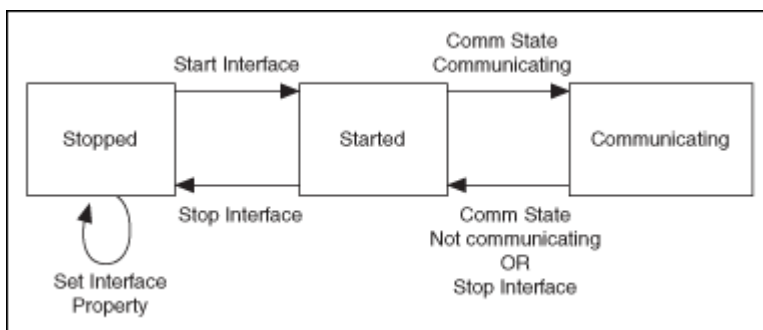 Start Interface
Comm State
Communicating
Stopped
Started
Communicating
Stop Interface
Comm State
Not communicating
OR
Stop Interface
Set Interface
Property